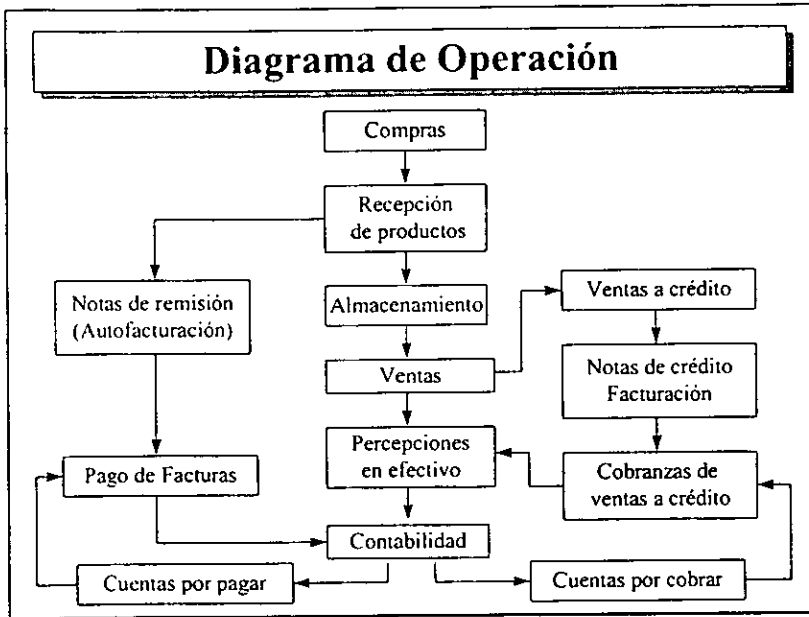 Diagrama de Operación
Compras
Recepción
de productos
Notas de remisión
(Autofacturación)
Almacenamiento
Ventas a crédito
Ventas
Notas de crédito
Facturación
Percepciones
en efectivo
Pago de Facturas
Cobranzas de
ventas a crédito
Contabilidad
Cuentas por pagar
Cuentas por cobrar